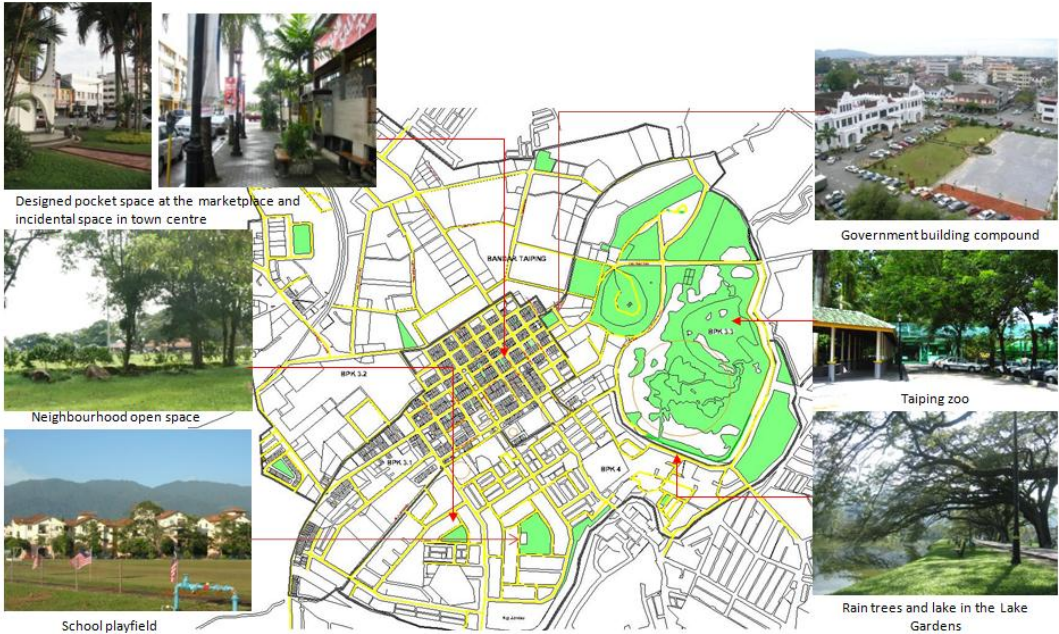 Designed pocket space at the marketplace and
incidental space in town centre
Government building compound
BANDAR TAIPING
BPK 3.3
BPK 3.2
Taiping zoo
Neighbourhood open space
BPK 3.1
BPK 4
School playfield
Rain trees and lake in the Lake
Gardens